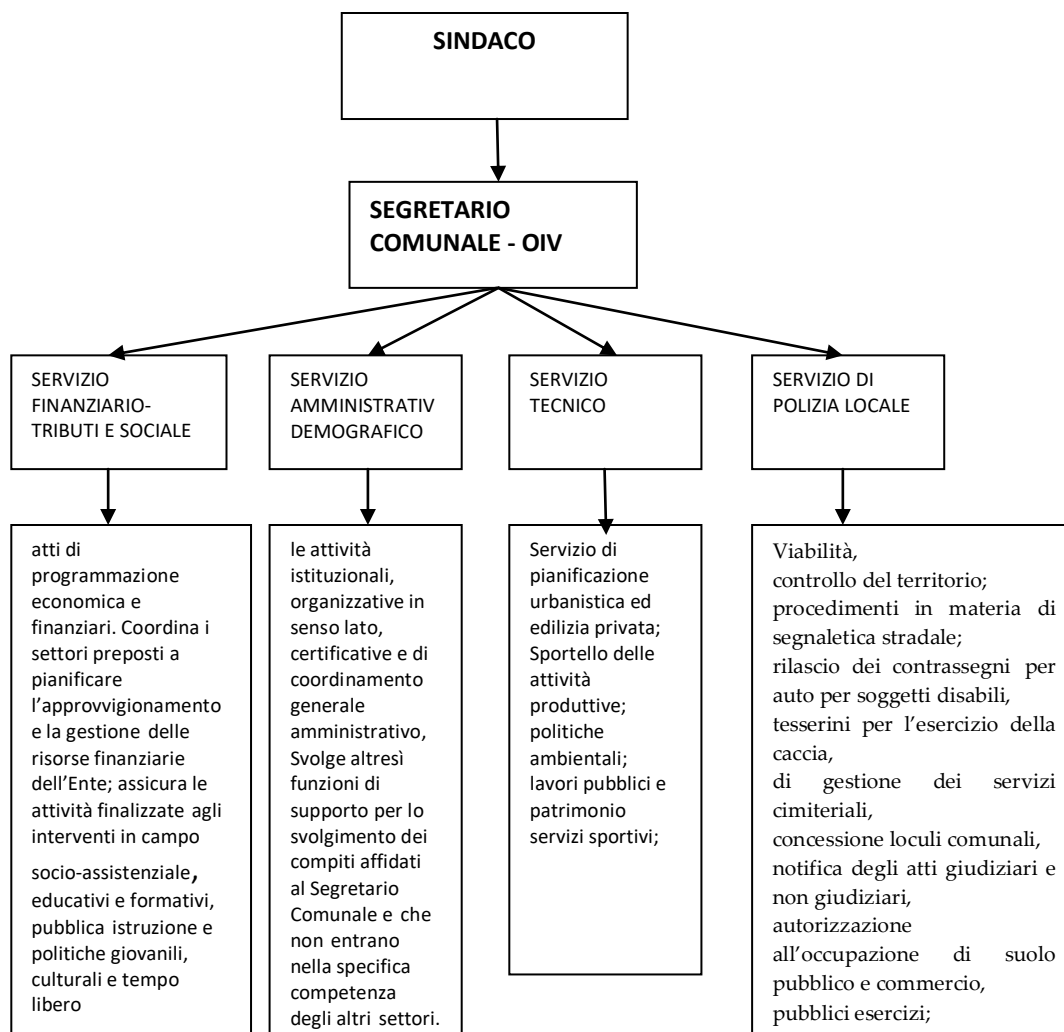 SINDACO
SEGRETARIO
COMUNALE - OIV
SERVIZIO
FINANZIARIO-
TRIBUTI E SOCIALE
SERVIZIO
AMMINISTRATIV
DEMOGRAFICO
SERVIZIO
TECNICO
SERVIZIO DI
POLIZIA LOCALE
atti di
programmazione
economica e
finanziari. Coordina i
settori preposti a
pianificare
l’approvvigionamento
e la gestione delle
risorse finanziarie
dell’Ente; assicura le
attività finalizzate agli
interventi in campo
socio-assistenziale,
educativi e formativi,
pubblica istruzione e
politiche giovanili,
culturali e tempo
libero
le attività
istituzionali,
organizzative in
senso lato,
certificative e di
coordinamento
generale
amministrativo,
Svolge altresì
funzioni di
supporto per lo
svolgimento dei
compiti affidati
al Segretario
Comunale e che
non entrano
nella specifica
competenza
degli altri settori.
Servizio di
pianificazione
urbanistica ed
edilizia privata;
Sportello delle
attività
produttive;
politiche
ambientali;
lavori pubblici e
patrimonio
servizi sportivi;
Viabilità,
controllo del territorio;
procedimenti in materia di
segnaletica stradale;
rilascio dei contrassegni per
auto per soggetti disabili,
tesserini per l’esercizio della
caccia,
di gestione dei servizi
cimiteriali,
concessione loculi comunali,
notifica degli atti giudiziari e
non giudiziari,
autorizzazione
all’occupazione di suolo
pubblico e commercio,
pubblici esercizi;